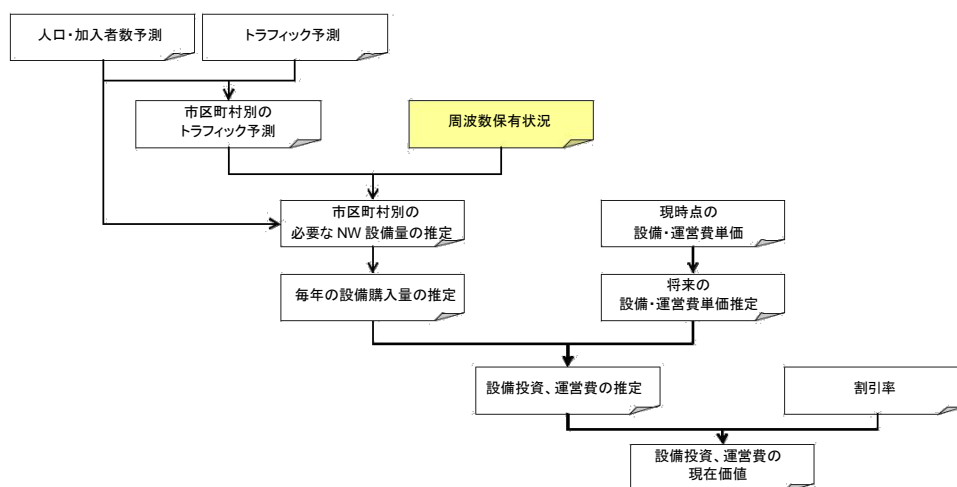 人口・加入者数予測
トラフィック予測
市区町村別の
トラフィック予測
周波数保有状況
市区町村別の
必要な NW 設備量の推定
現時点の
設備・運営費単価
毎年の設備購入量の推定
将来の
設備・運営費単価推定
設備投資、運営費の推定
割引率
設備投資、運営費の
現在価値